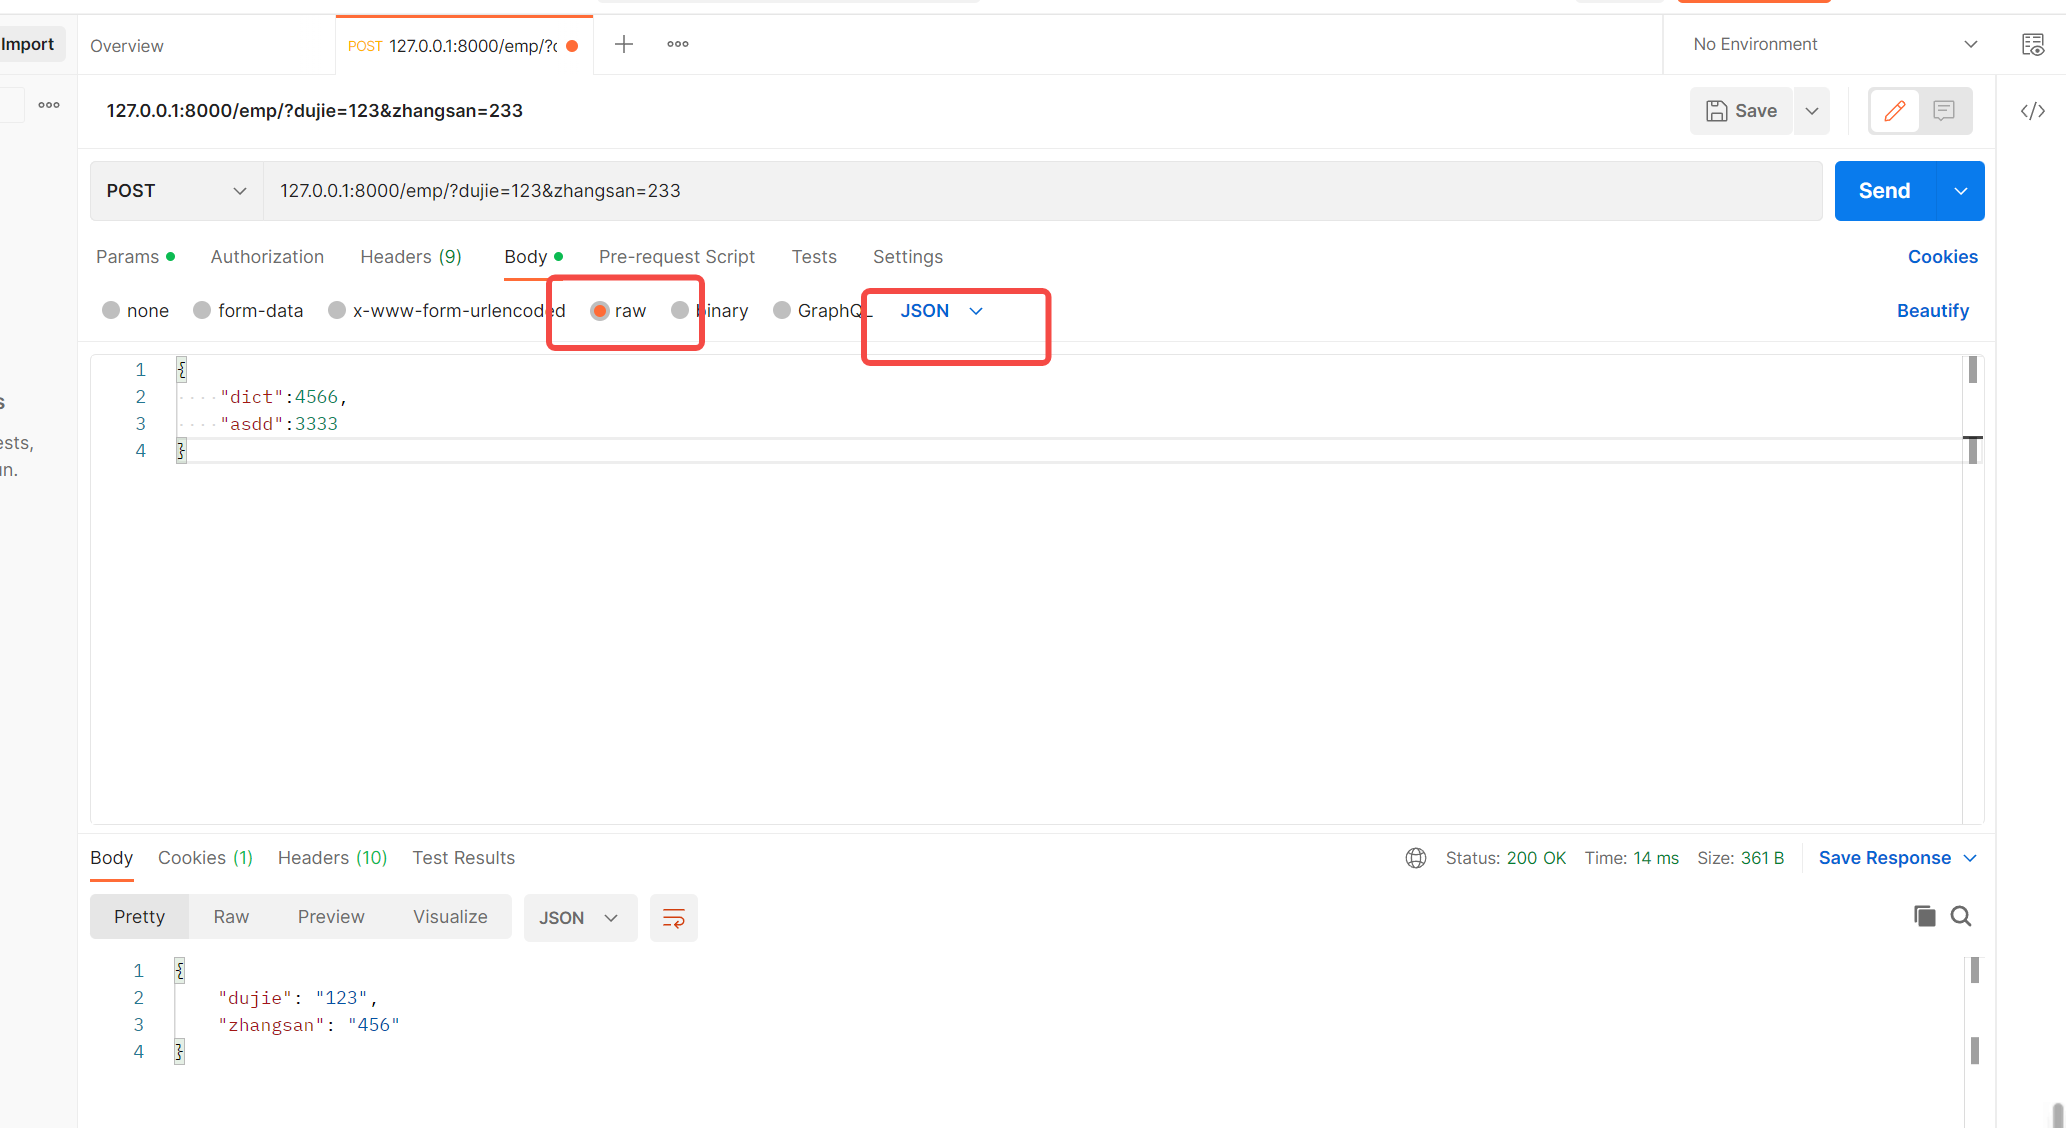 Import
Overview
POST 127.0.0.1:8000/emp/?
No Environment
127.0.0.1:8000/emp/?dujie=123&zhangsan=233
Save
POST
127.0.0.1:8000/emp/?dujie=123&zhangsan=233
Send
Params
Authorization
Headers (9)
Body
Pre-request Script
Tests
Settings
Cookies
none
form-data
x-www-form-urlencoded
raw
binary
GraphQL
JSON
Beautify
1 {
2 "dict":4566,
3 "asdd":3333
4 }
s
ests,
un.
Body
Cookies (1)
Headers (10)
Test Results
Status: 200 OK
Time: 14 ms
Size: 361 B
Save Response
Pretty
Raw
Preview
Visualize
JSON
1 {
2 "dujie": "123",
3 "zhangsan": "456"
4 }